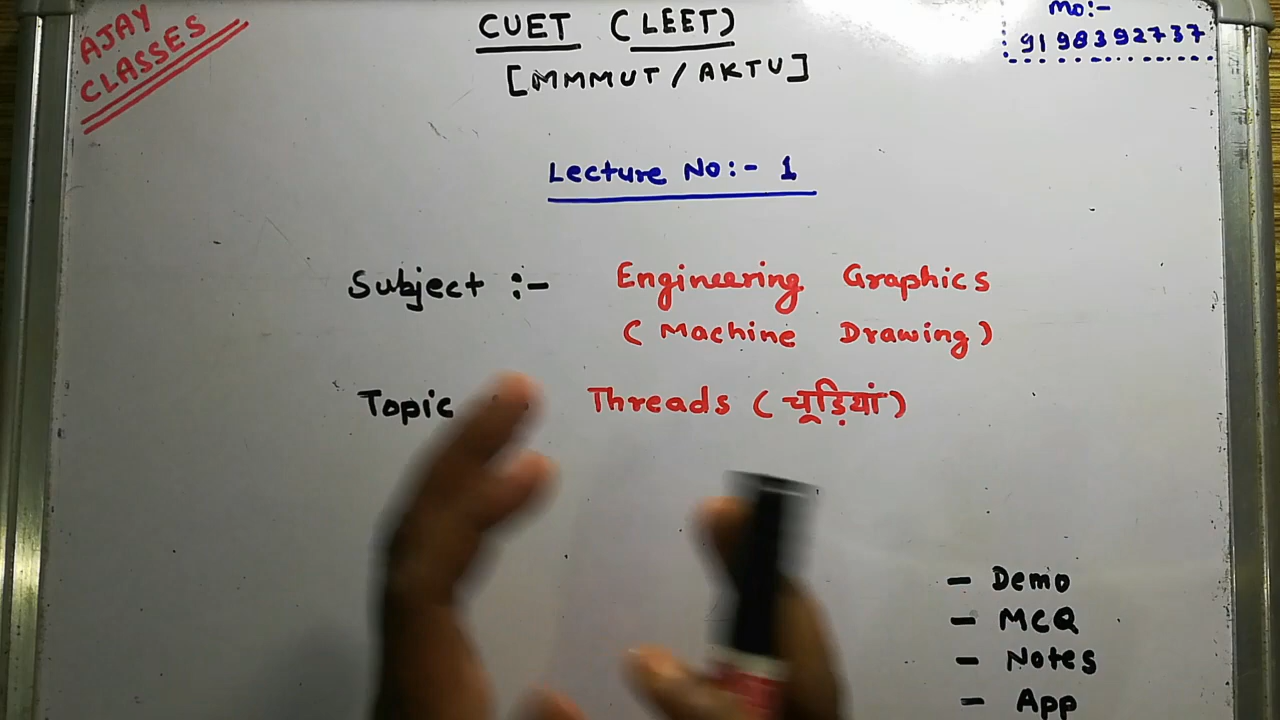 AJAY
CLASSES
CUET (LEET)
[MMMUT/AKTU]
Mo:-
9198392737
Lecture No:- 1
Subject :- Engineering Graphics
(Machine Drawing)
Topic Threads (चूड़ियां)
- Demo
- MCQ
- Notes
- App